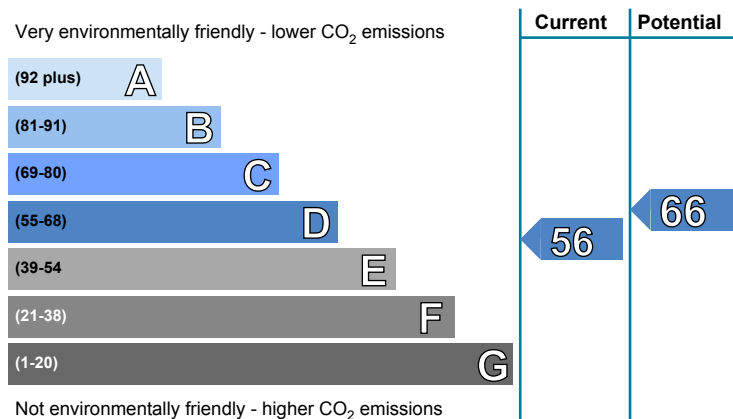 Current Potential
Very environmentally friendly - lower CO2 emissions
(92 plus) A
(81-91) B
(69-80) C
(55-68) D
(39-54 E
(21-38) F
(1-20) G
56
66
Not environmentally friendly - higher CO2 emissions